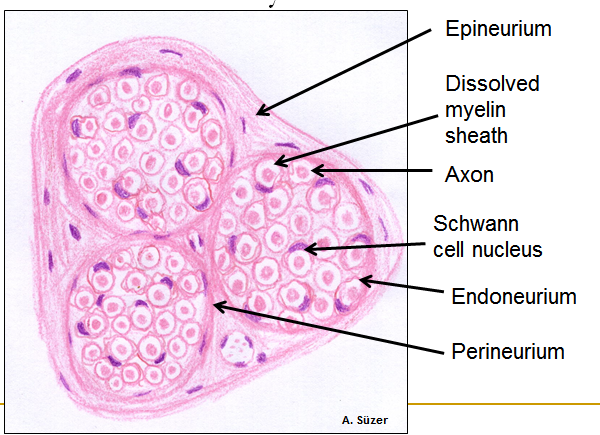 Epineurium
Dissolved
myelin
sheath
Axon
Schwann
cell nucleus
Endoneurium
Perineurium
A. Süzer